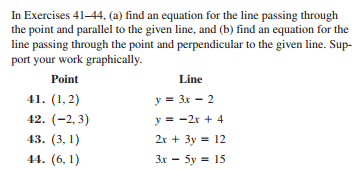 In Exercises 41–44, (a) find an equation for the line passing through
the point and parallel to the given line, and (b) find an equation for the
line passing through the point and perpendicular to the given line. Sup-
port your work graphically.
Point Line
41. (1, 2) y = 3x − 2
42. (−2, 3) y = −2x + 4
43. (3, 1) 2x + 3y = 12
44. (6, 1) 3x − 5y = 15